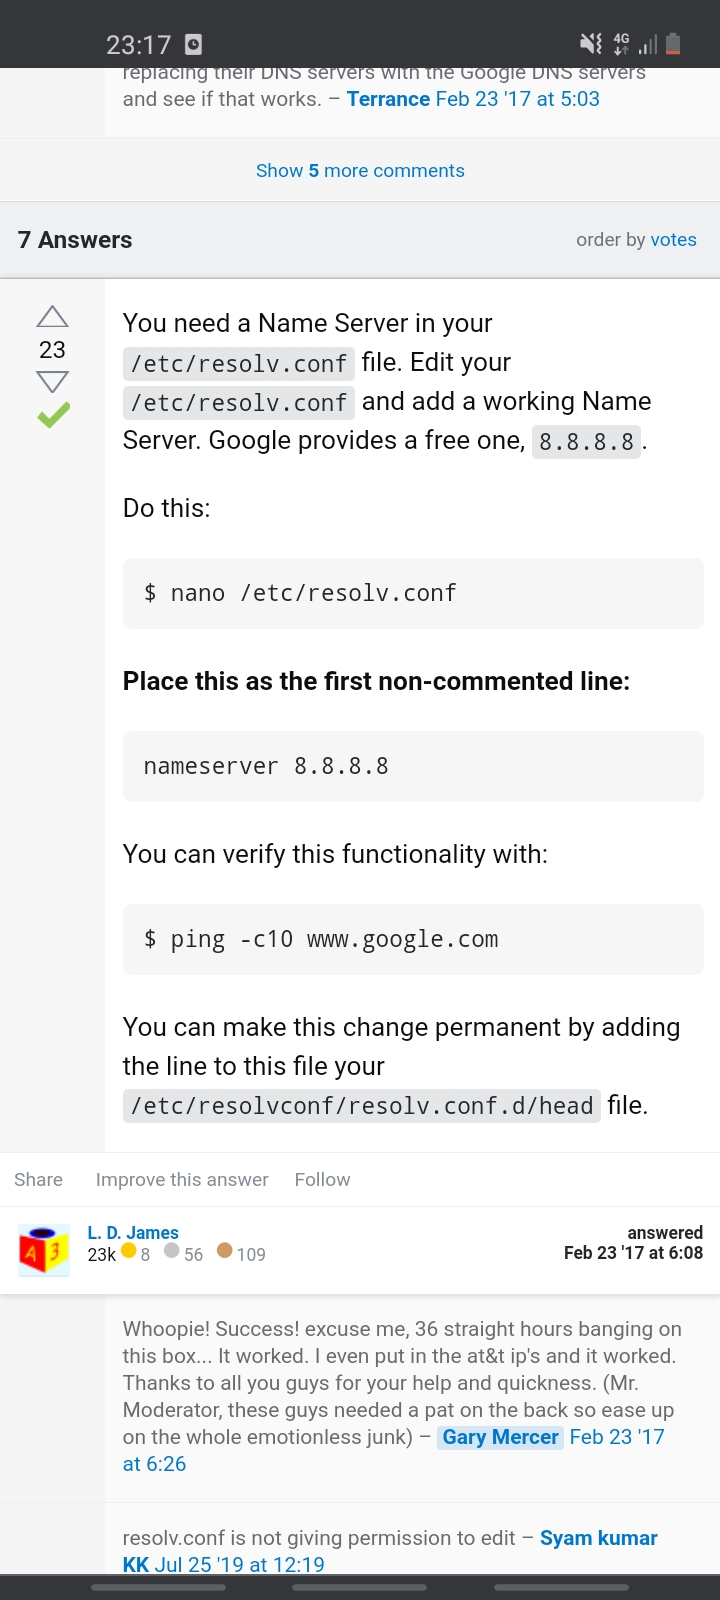 23:17
4G
replacing their DNS servers with the Google DNS servers
and see if that works. – Terrance Feb 23 '17 at 5:03
Show 5 more comments
7 Answers
order by votes
23
You need a Name Server in your
/etc/resolv.conf file. Edit your
/etc/resolv.conf and add a working Name
Server. Google provides a free one, 8.8.8.8.
Do this:
$ nano /etc/resolv.conf
Place this as the first non-commented line:
nameserver 8.8.8.8
You can verify this functionality with:
$ ping -c10 www.google.com
You can make this change permanent by adding
the line to this file your
/etc/resolvconf/resolv.conf.d/head file.
Share Improve this answer Follow
A 3
L. D. James
23k 8 56 109
answered
Feb 23 '17 at 6:08
Whoopie! Success! excuse me, 36 straight hours banging on
this box... It worked. I even put in the at&t ip's and it worked.
Thanks to all you guys for your help and quickness. (Mr.
Moderator, these guys needed a pat on the back so ease up
on the whole emotionless junk) – Gary Mercer Feb 23 '17
at 6:26
resolv.conf is not giving permission to edit – Syam kumar
KK Jul 25 '19 at 12:19